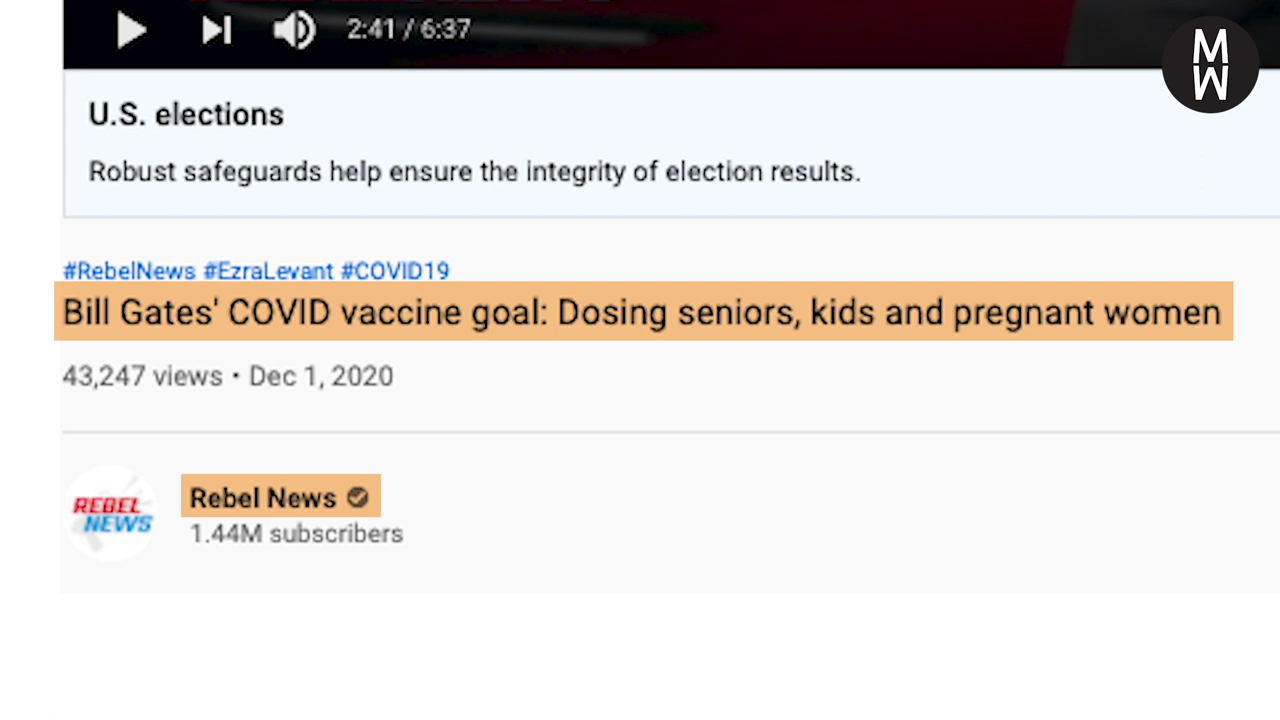 2:41 / 6:37
M
W
U.S. elections
Robust safeguards help ensure the integrity of election results.
#RebelNews #EzraLevant #COVID19
Bill Gates' COVID vaccine goal: Dosing seniors, kids and pregnant women
43,247 views • Dec 1, 2020
REBEL
NEWS
Rebel News
1.44M subscribers